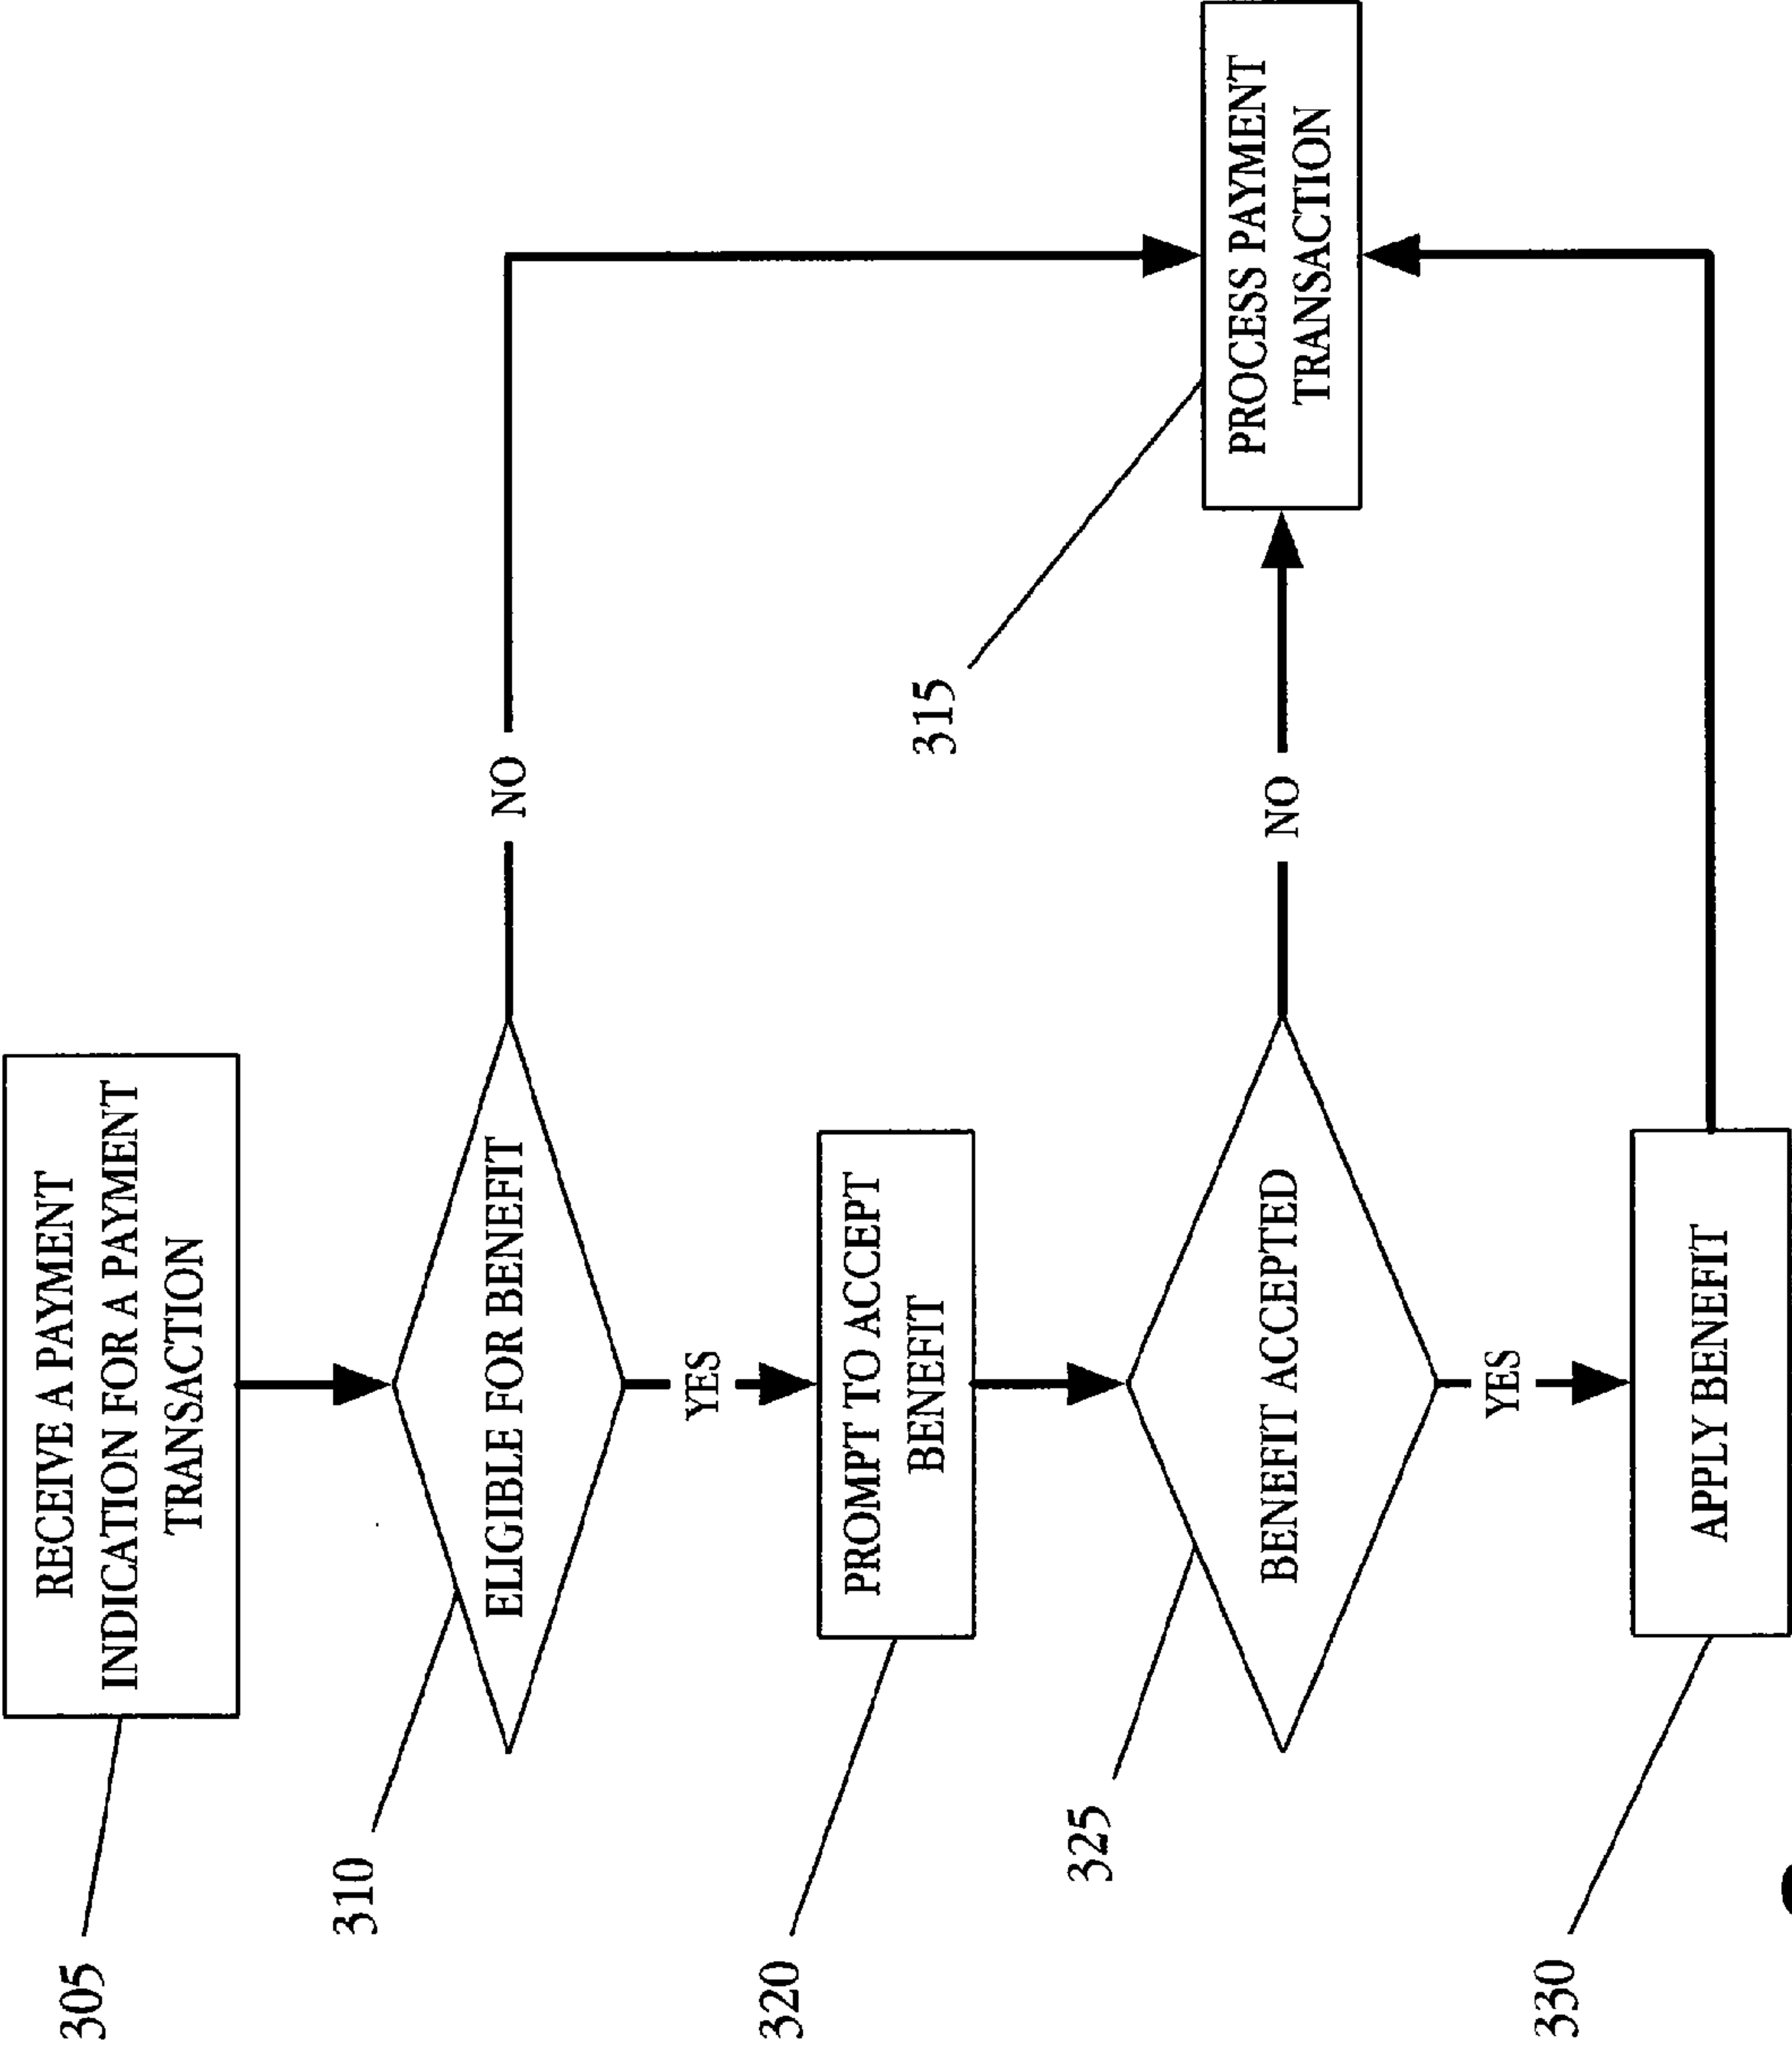 305
RECEIVE A PAYMENT
INDICATION FOR A PAYMENT
TRANSACTION
310
ELIGIBLE FOR BENEFIT
NO
YES
320
PROMPT TO ACCEPT
BENEFIT
325
BENEFIT ACCEPTED
NO
315
PROCESS PAYMENT
TRANSACTION
YES
330
APPLY BENEFIT